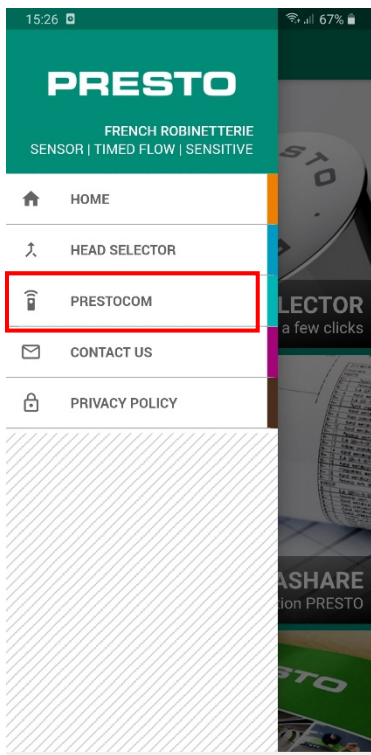 15:26 67%
PRESTO
FRENCH ROBINETTERIE
SENSOR | TIMED FLOW | SENSITIVE
HOME
HEAD SELECTOR
PRESTOCOM
CONTACT US
PRIVACY POLICY
STO
LECTOR
a few clicks
ASHARE
tion PRESTO
STO